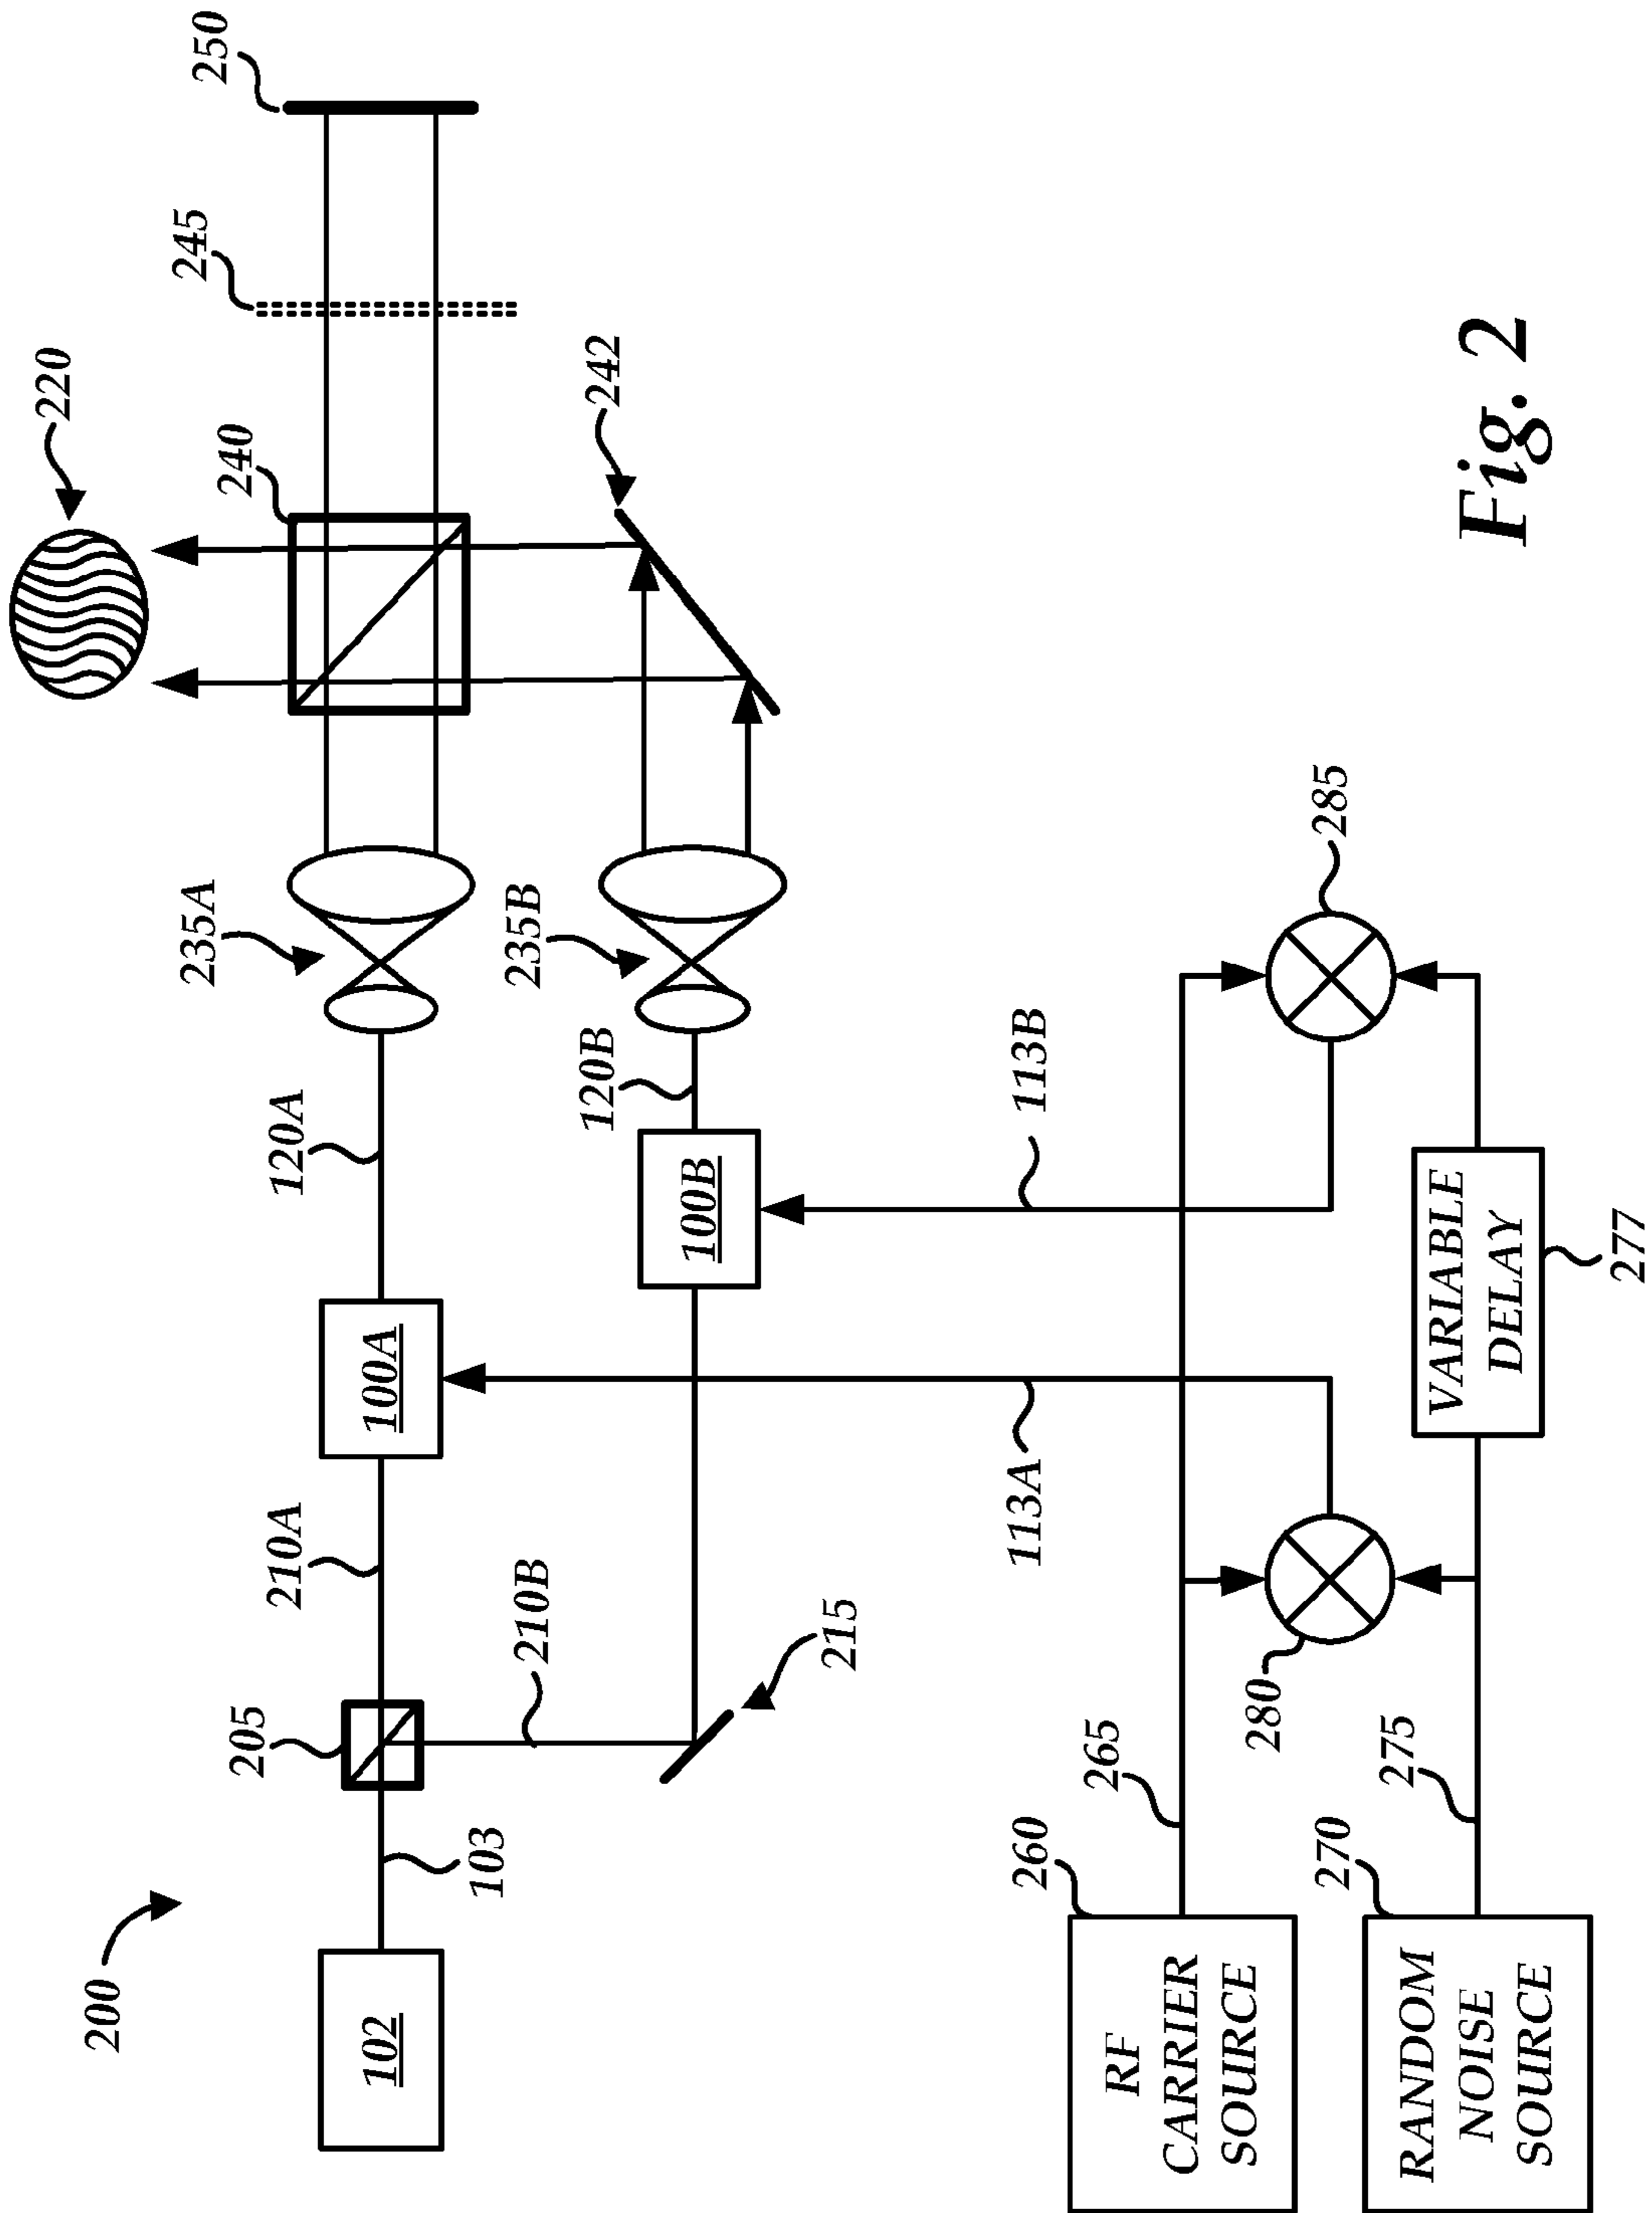 200
102
103
205
210A
210B
215
100A
120A
100B
120B
235A
235B
240
242
220
245
250
RF
CARRIER
SOURCE
260
265
RANDOM
NOISE
SOURCE
270
275
280
113A
113B
VARIABLE
DELAY
277
285
Fig. 2